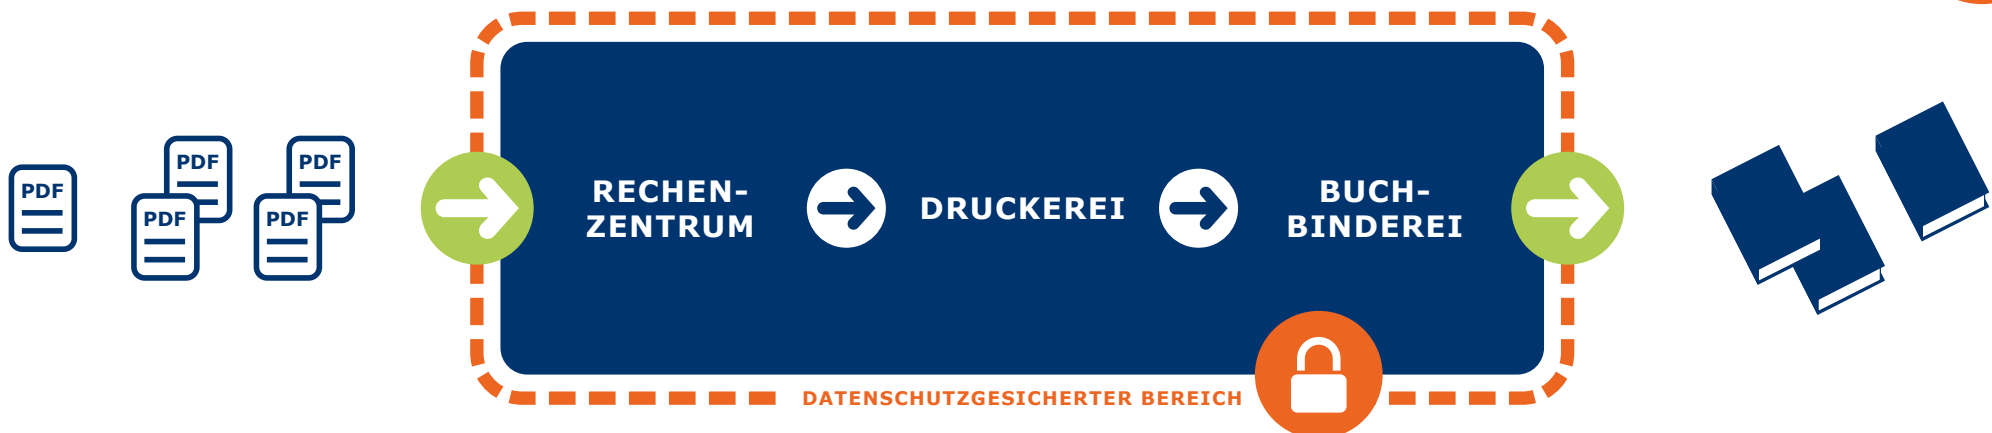 PDF
PDF
PDF
PDF
PDF
RECHEN-
ZENTRUM
DRUCKEREI
BUCH-
BINDEREI
DATENSCHUTZGESICHERTER BEREICH